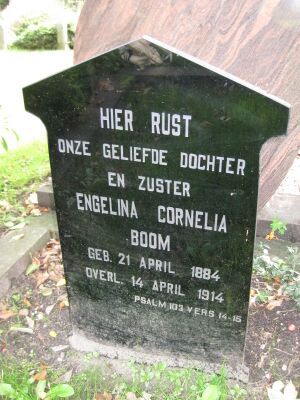 HIER RUST
ONZE GELIEFDE DOCHTER
EN ZUSTER
ENGELINA CORNELIA
BOOM
GEB. 21 APRIL 1884
OVERL. 14 APRIL 1914
PSALM 103 VERS 14-15